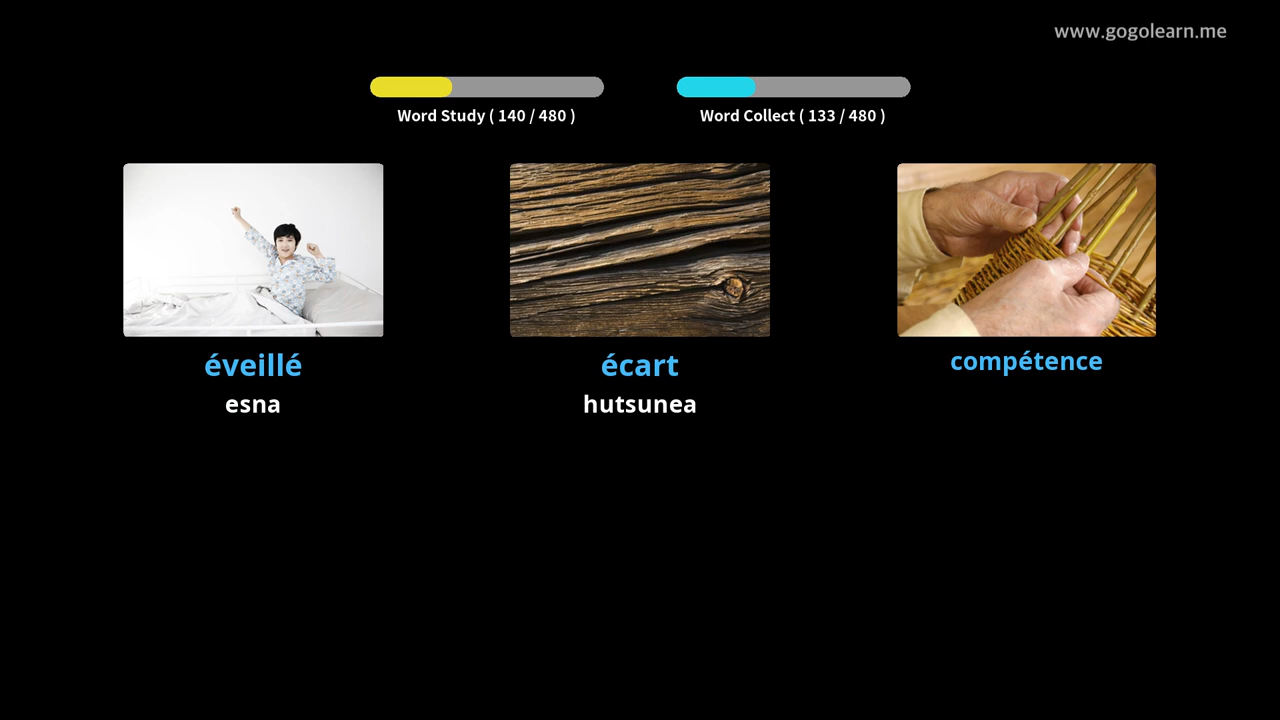 www.gogolearn.me
Word Study ( 140 / 480 )
Word Collect ( 133 / 480 )
éveillé
esna
écart
hutsunea
compétence